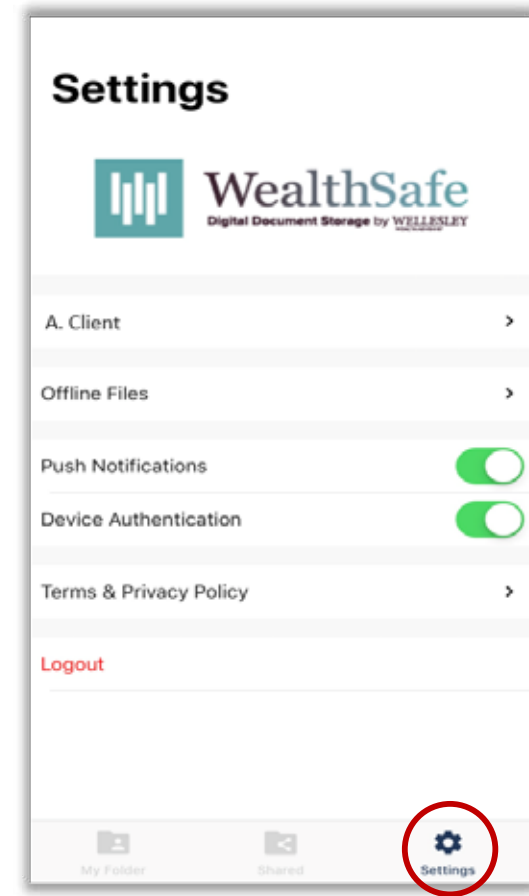 Settings
WealthSafe
Digital Document Storage by WELLESLEY
A. Client
Offline Files
Push Notifications
Device Authentication
Terms & Privacy Policy
Logout
My Folder Shared Settings